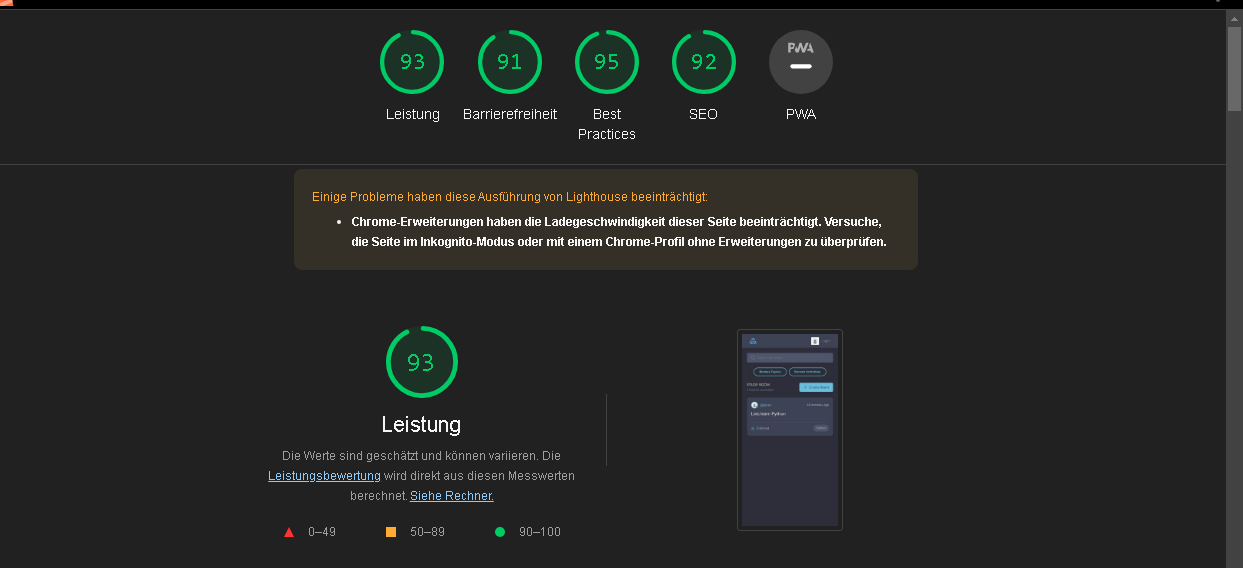 93
91
95
92
PWA
Leistung
Barrierefreiheit
Best
Practices
SEO
PWA
Einige Probleme haben diese Ausführung von Lighthouse beeinträchtigt:
• Chrome-Erweiterungen haben die Ladegeschwindigkeit dieser Seite beeinträchtigt. Versuche,
die Seite im Inkognito-Modus oder mit einem Chrome-Profil ohne Erweiterungen zu überprüfen.
93
Leistung
Die Werte sind geschätzt und können variieren. Die
Leistungsbewertung wird direkt aus diesen Messwerten
berechnet. Siehe Rechner.
0–49
50–89
90–100